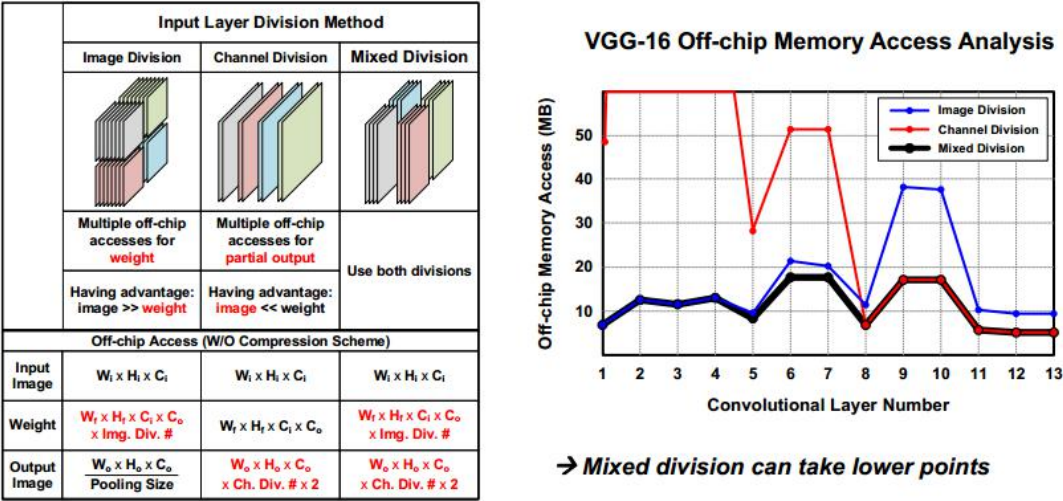 Input Layer Division Method
Image Division
Channel Division
Mixed Division
Multiple off-chip
accesses for
weight
Multiple off-chip
accesses for
partial output
Use both divisions
Having advantage:
image >> weight
Having advantage:
image << weight
Off-chip Access (W/O Compression Scheme)
Input
Image
Wi x Hi x Ci
Wi x Hi x Ci
Wi x Hi x Ci
Weight
Wf x Hf x Ci x Co
x Img. Div. #
Wf x Hf x Ci x Co
Wf x Hf x Ci x Co
x Img. Div. #
Output
Image
Wo x Ho x Co
Pooling Size
Wo x Ho x Co
x Ch. Div. # x 2
Wo x Ho x Co
x Ch. Div. # x 2
VGG-16 Off-chip Memory Access Analysis
Off-chip Memory Access (MB)
50
40
30
20
10
Image Division
Channel Division
Mixed Division
1 2 3 4 5 6 7 8 9 10 11 12 13
Convolutional Layer Number
→ Mixed division can take lower points